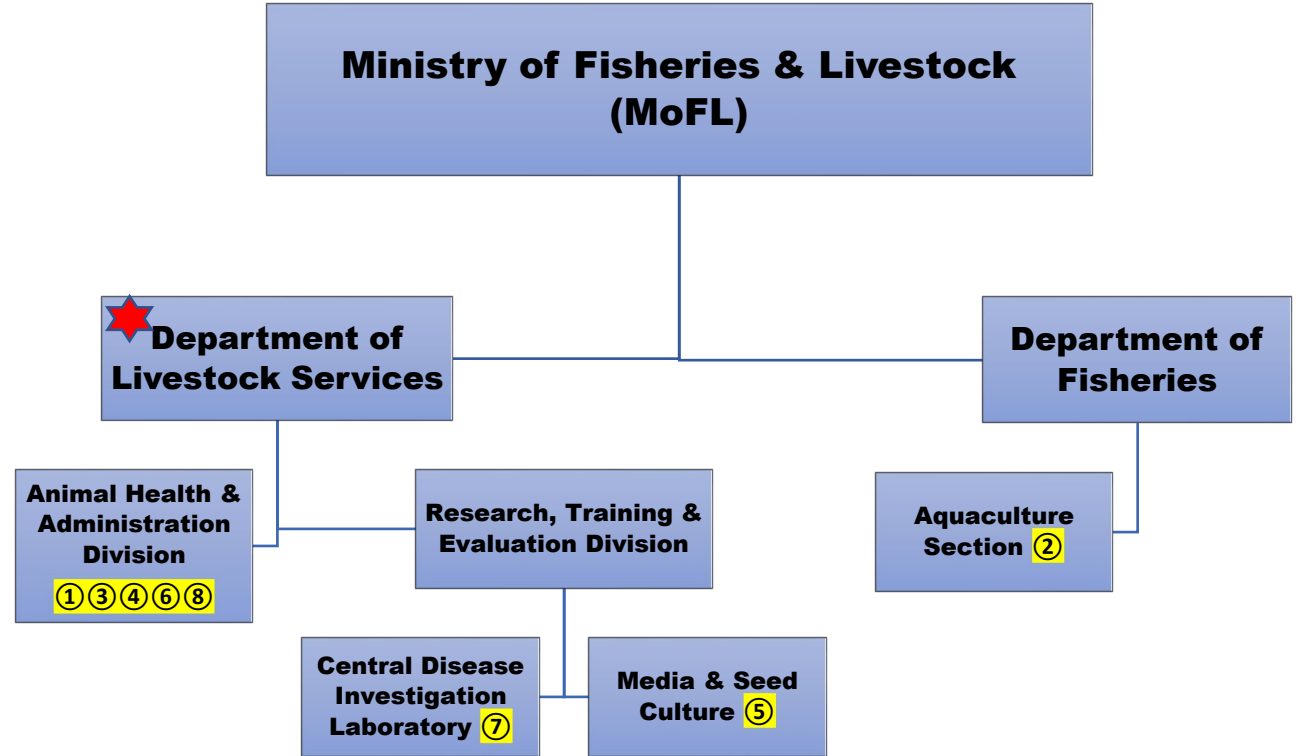 Ministry of Fisheries & Livestock
(MoFL)
Department of
Livestock Services
Department of
Fisheries
Animal Health &
Administration
Division
①③④⑥⑧
Research, Training &
Evaluation Division
Aquaculture
Section ②
Central Disease
Investigation
Laboratory ⑦
Media & Seed
Culture ⑤